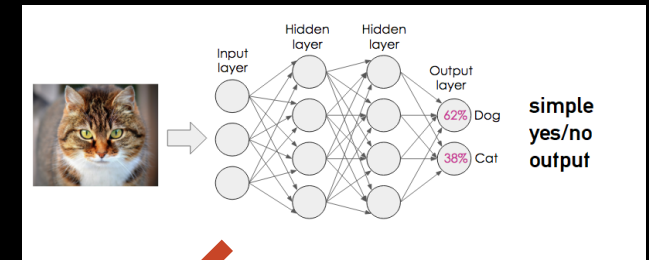 Input
layer
Hidden
layer
Hidden
layer
Output
layer
62% Dog
38% Cat
simple
yes/no
output